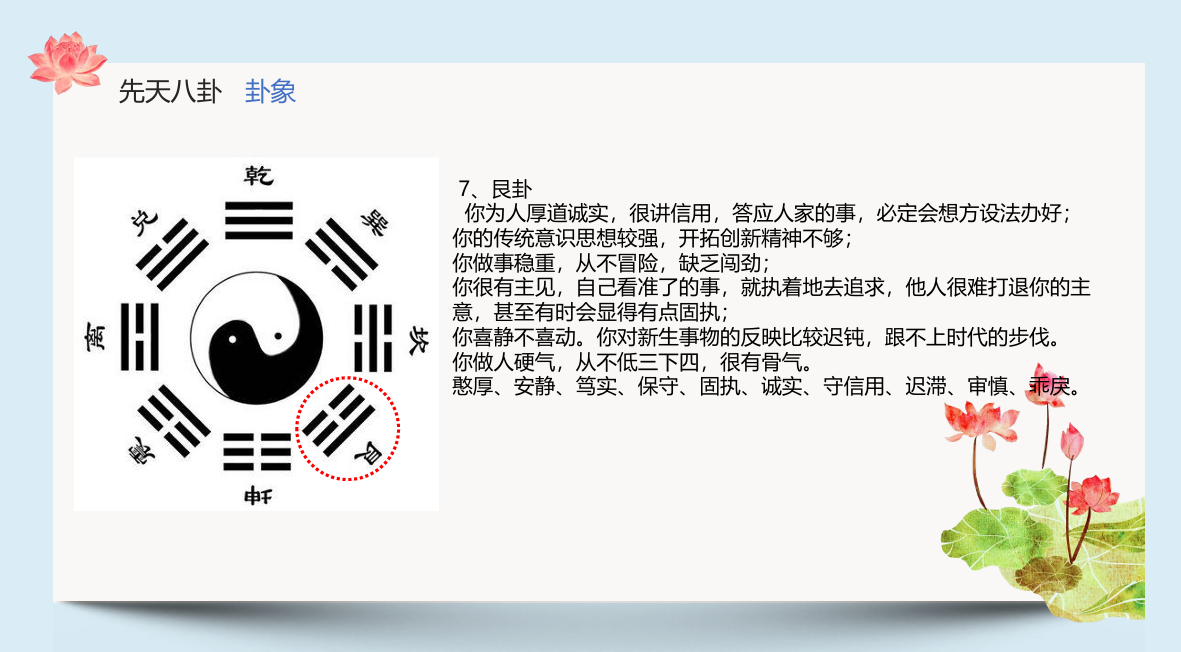 先天八卦 卦象
乾
兑
巽
离
坎
震
艮
坤
7、艮卦
你为人厚道诚实，很讲信用，答应人家的事，必定会想方设法办好；
你的传统意识思想较强，开拓创新精神不够；
你做事稳重，从不冒险，缺乏闯劲；
你很有主见，自己看准了的事，就执着地去追求，他人很难打退你的主
意，甚至有时会显得有点固执；
你喜静不喜动。你对新生事物的反映比较迟钝，跟不上时代的步伐。
你做人硬气，从不低三下四，很有骨气。
憨厚、安静、笃实、保守、固执、诚实、守信用、迟滞、审慎、乖戾。